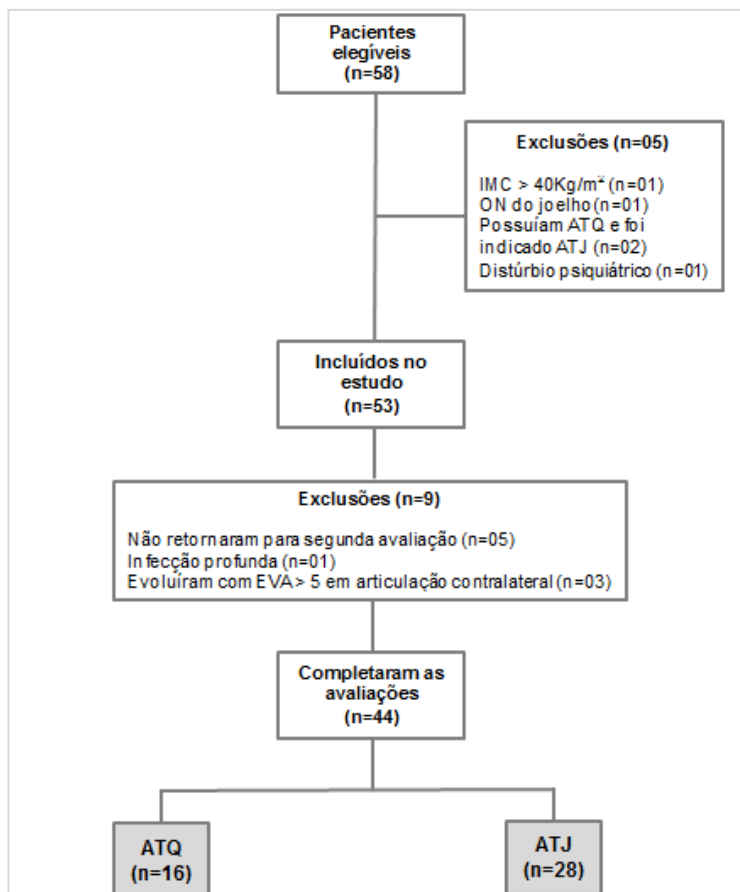 Pacientes
elegíveis
(n=58)
Exclusões (n=05)
IMC > 40Kg/m² (n=01)
ON do joelho (n=01)
Possuíam ATQ e foi
indicado ATJ (n=02)
Distúrbio psiquiátrico (n=01)
Incluídos no
estudo
(n=53)
Exclusões (n=9)
Não retornaram para segunda avaliação (n=05)
Infecção profunda (n=01)
Evoluíram com EVA > 5 em articulação contralateral (n=03)
Completaram as
avaliações
(n=44)
ATQ
(n=16)
ATJ
(n=28)